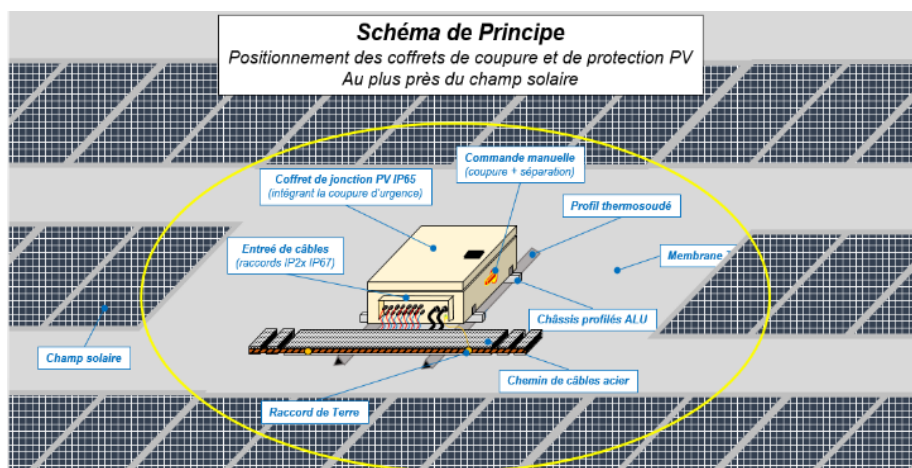 Schéma de Principe
Positionnement des coffrets de coupure et de protection PV
Au plus près du champ solaire
Commande manuelle
(coupure + séparation)
Coffret de jonction PV IP65
(intégrant la coupure d'urgence)
Profil thermosoudé
Entreé de câbles
(raccords IP2x IP67)
Membrane
Châssis profilés ALU
Champ solaire
Chemin de câbles acier
Raccord de Terre